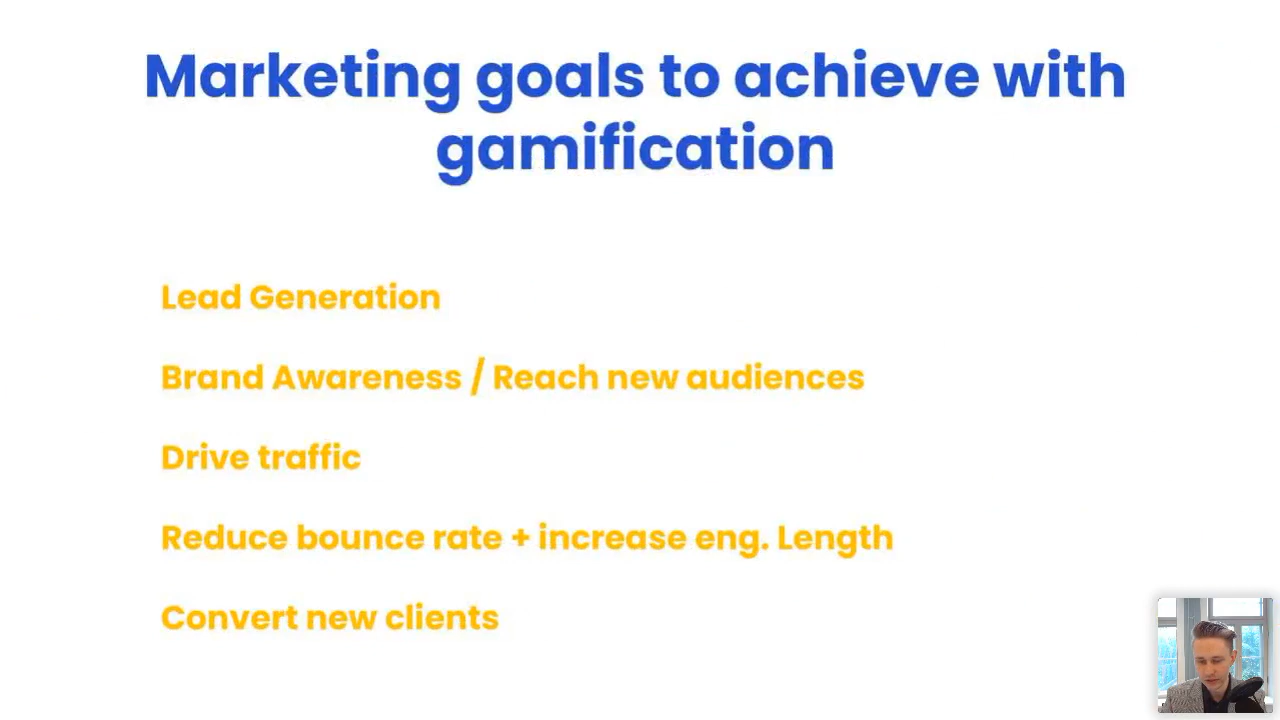 Marketing goals to achieve with
gamification
Lead Generation
Brand Awareness / Reach new audiences
Drive traffic
Reduce bounce rate + increase eng. Length
Convert new clients